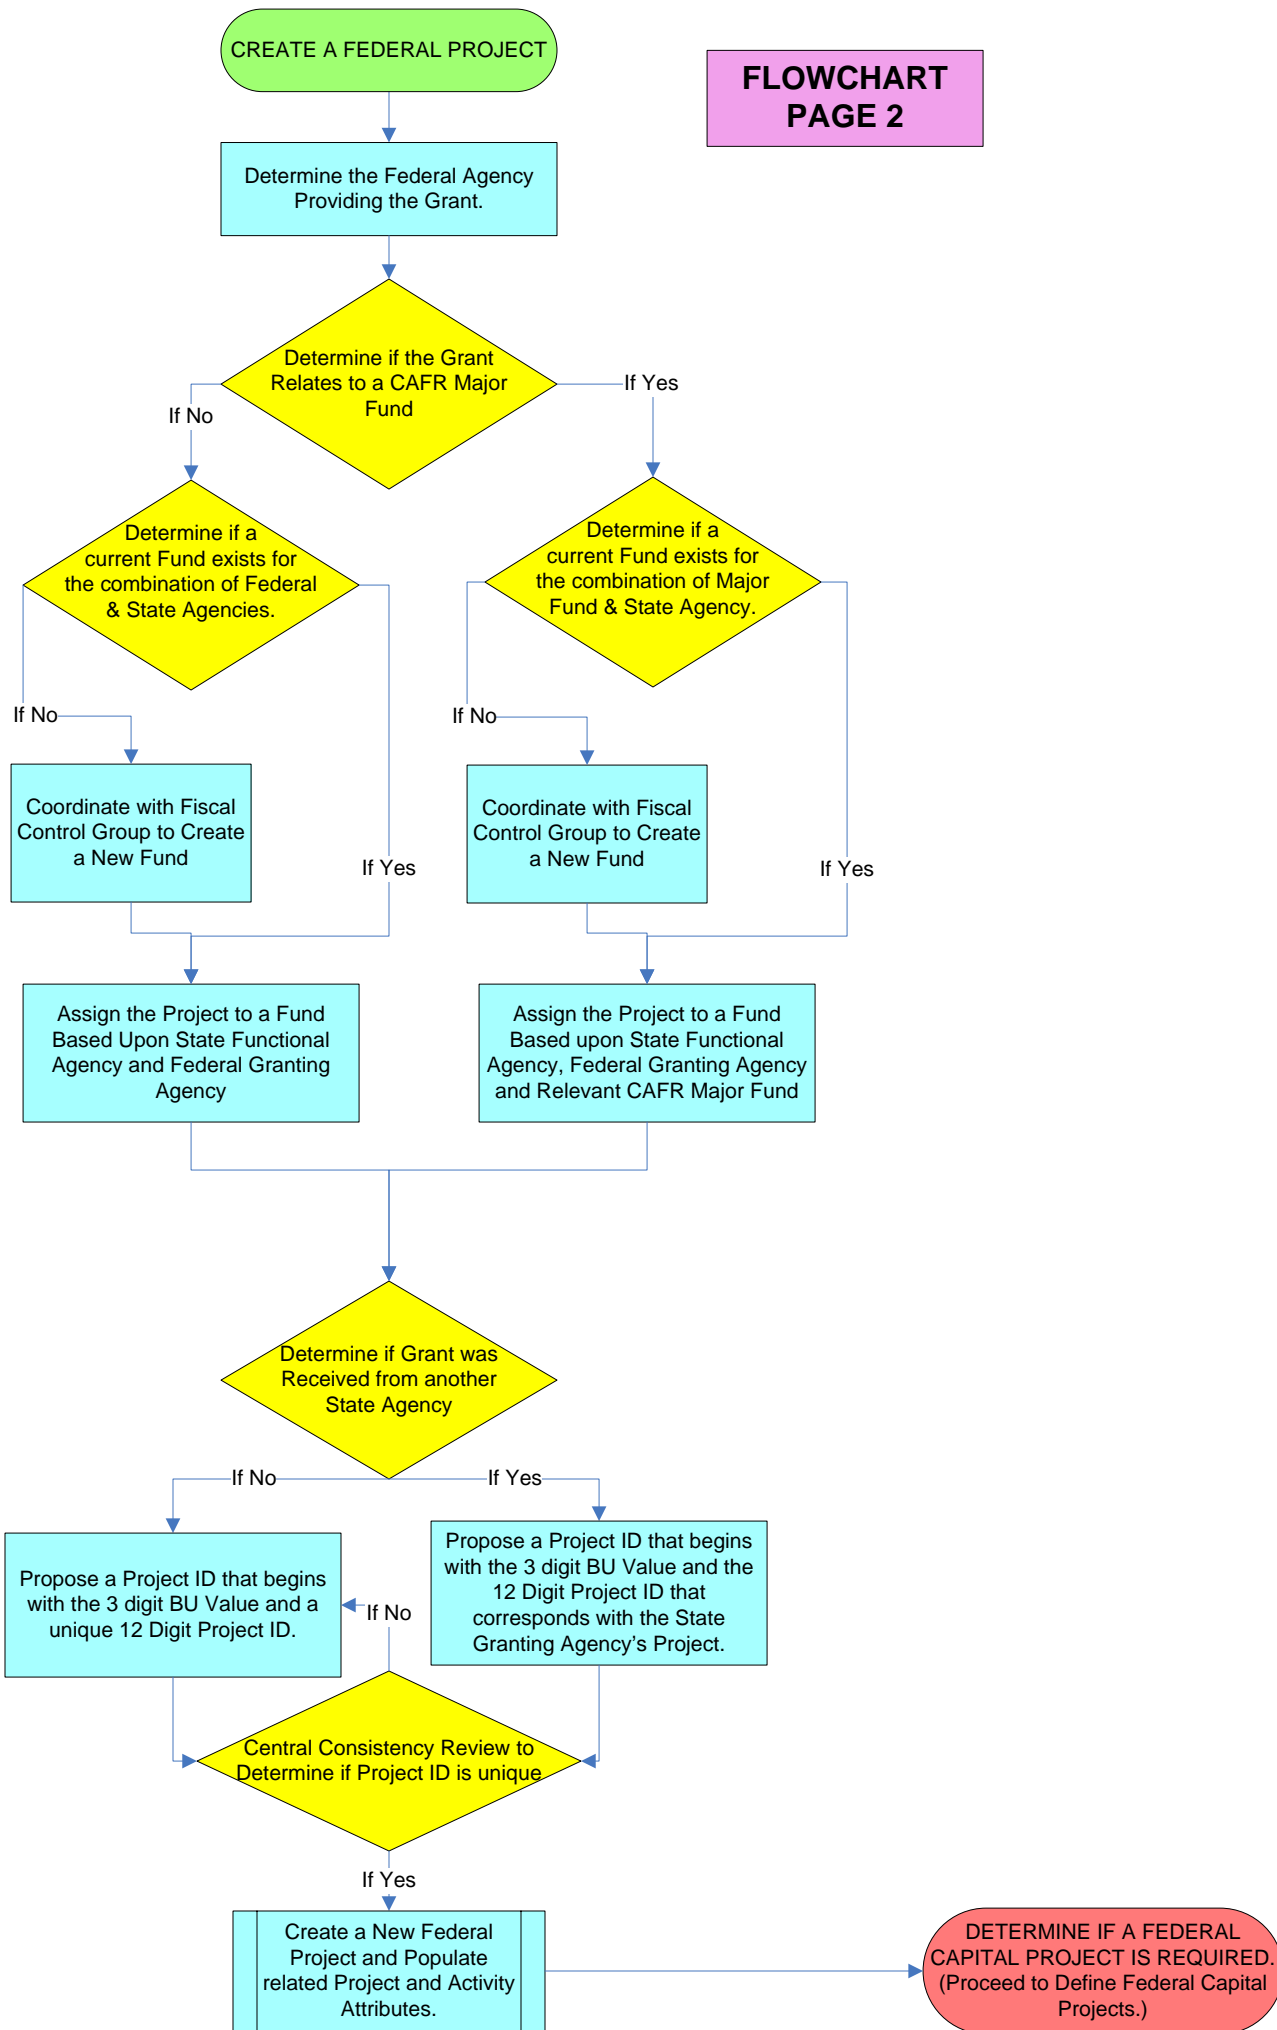 CREATE A FEDERAL PROJECT
FLOWCHART
PAGE 2
Determine the Federal Agency
Providing the Grant.
Determine if the Grant
Relates to a CAFR Major
Fund
If No
If Yes
Determine if a
current Fund exists for
the combination of Federal
& State Agencies.
Determine if a
current Fund exists for
the combination of Major
Fund & State Agency.
If No
If No
Coordinate with Fiscal
Control Group to Create
a New Fund
If Yes
Coordinate with Fiscal
Control Group to Create
a New Fund
If Yes
Assign the Project to a Fund
Based Upon State Functional
Agency and Federal Granting
Agency
Assign the Project to a Fund
Based upon State Functional
Agency, Federal Granting Agency
and Relevant CAFR Major Fund
Determine if Grant was
Received from another
State Agency
If No
If Yes
Propose a Project ID that begins
with the 3 digit BU Value and a
unique 12 Digit Project ID.
If No
Propose a Project ID that begins
with the 3 digit BU Value and the
12 Digit Project ID that
corresponds with the State
Granting Agency’s Project.
Central Consistency Review to
Determine if Project ID is unique
If Yes
Create a New Federal
Project and Populate
related Project and Activity
Attributes.
DETERMINE IF A FEDERAL
CAPITAL PROJECT IS REQUIRED.
(Proceed to Define Federal Capital
Projects.)